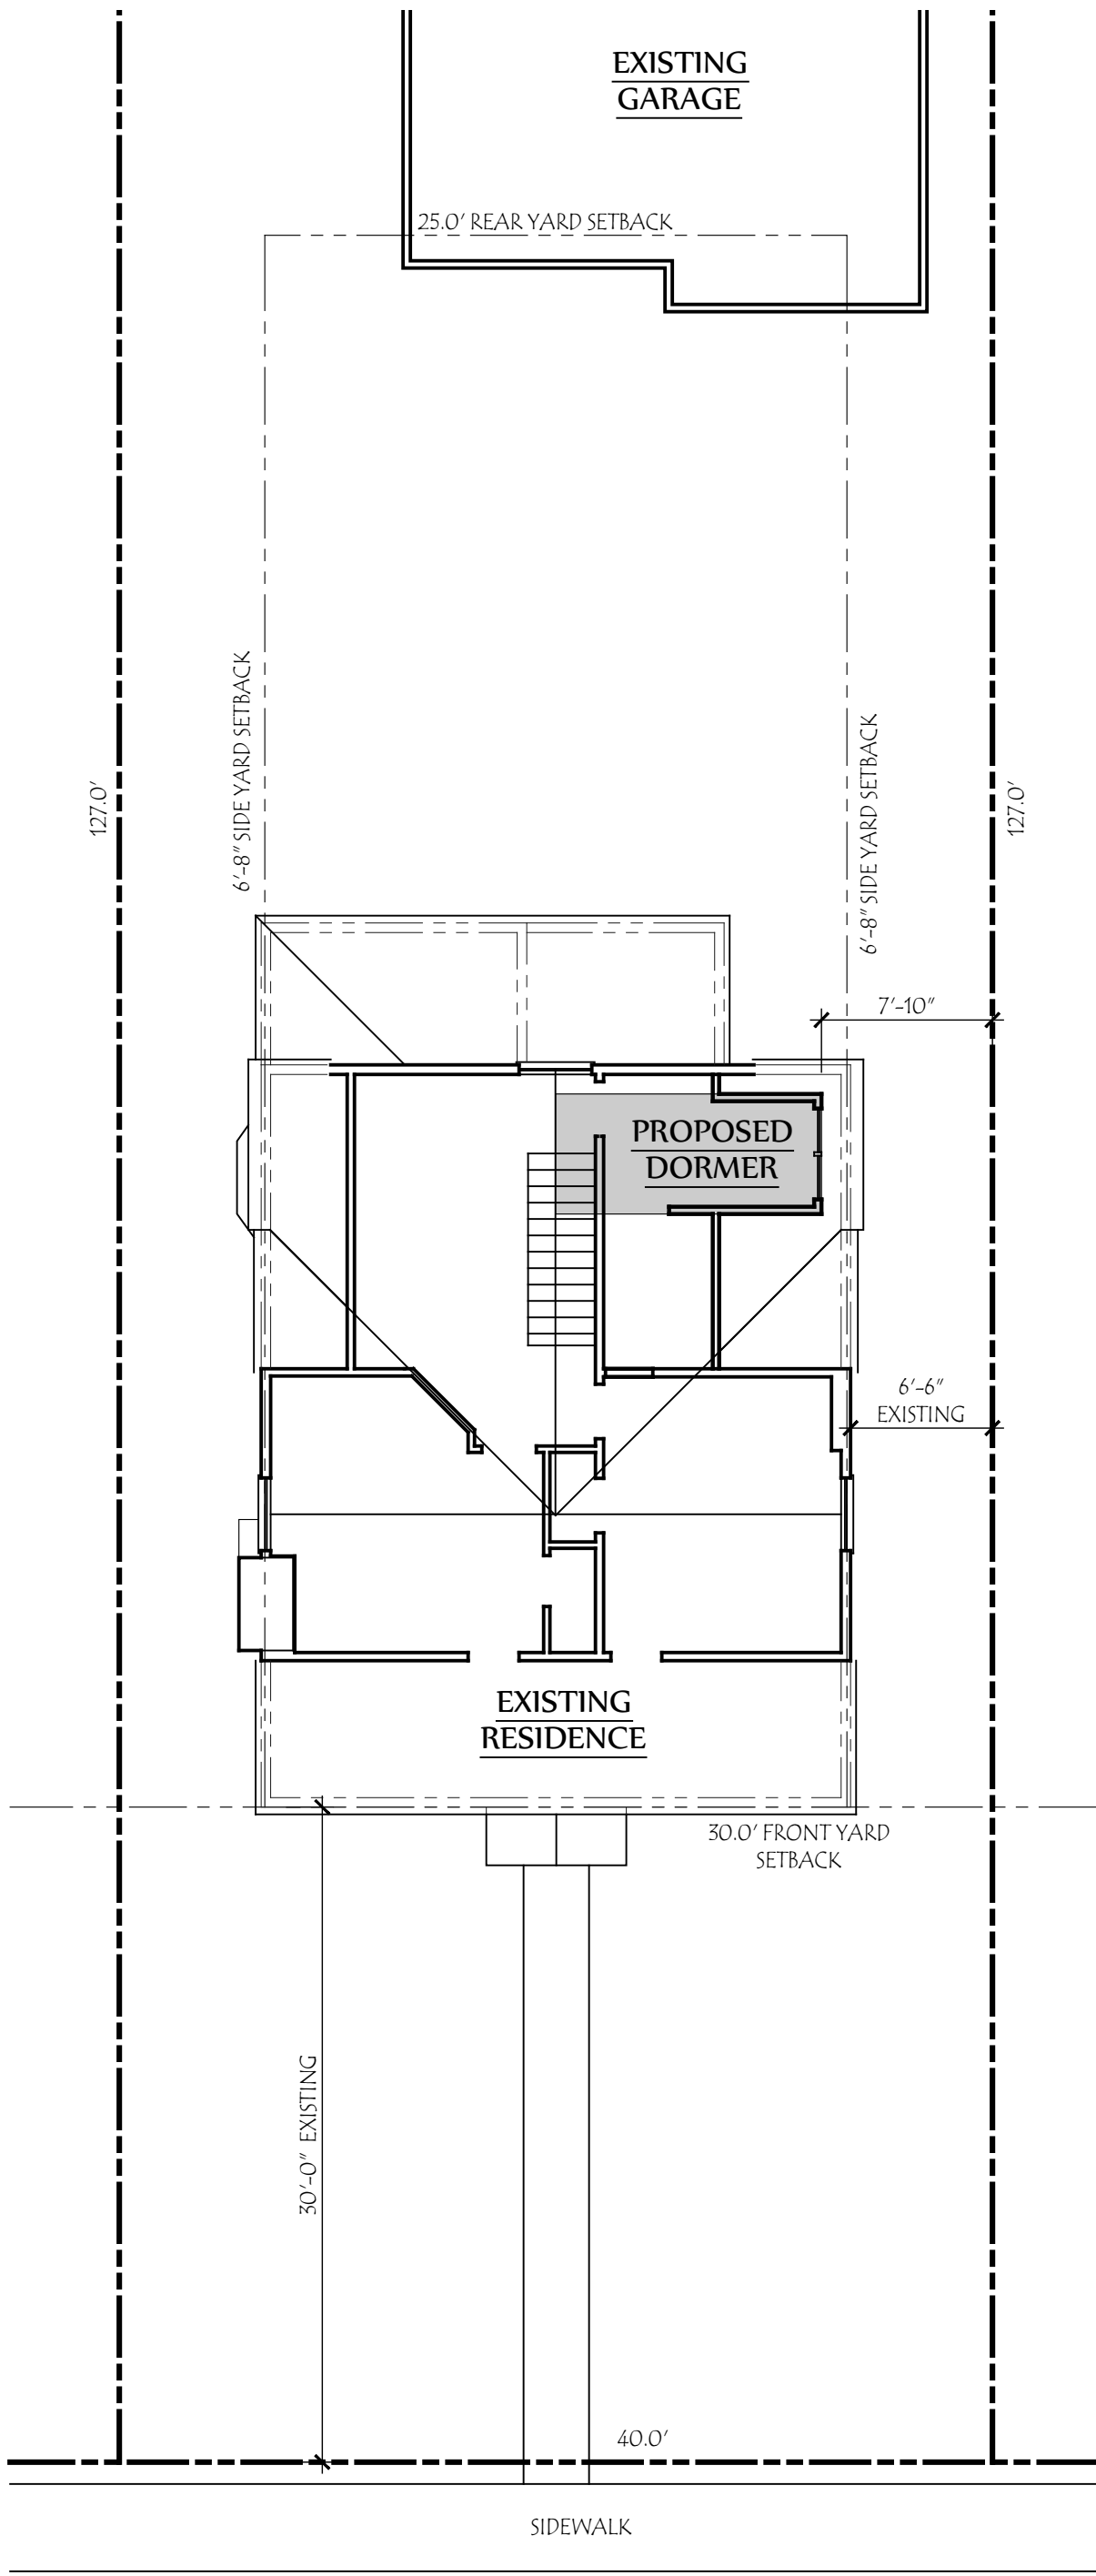 EXISTING
GARAGE
25.0' REAR YARD SETBACK
6'-8" SIDE YARD SETBACK
6'-8" SIDE YARD SETBACK
127.0'
127.0'
7'-10"
PROPOSED
DORMER
6'-6"
EXISTING
EXISTING
RESIDENCE
30.0' FRONT YARD
SETBACK
30'-0" EXISTING
40.0'
SIDEWALK